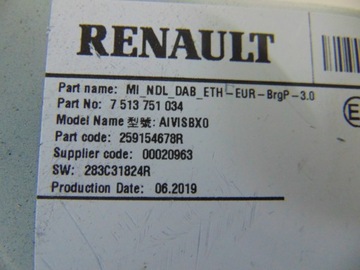 RENAULT
Part name: MI_NDL_DAB_ETH-EUR-BrgP-3.0
Part No 7 513 751 034
Model Name 型號: AIVISBX0
Part code: 259154678R
Supplier code: 00020963
SW: 283C31824R
Production Date: 06.2019